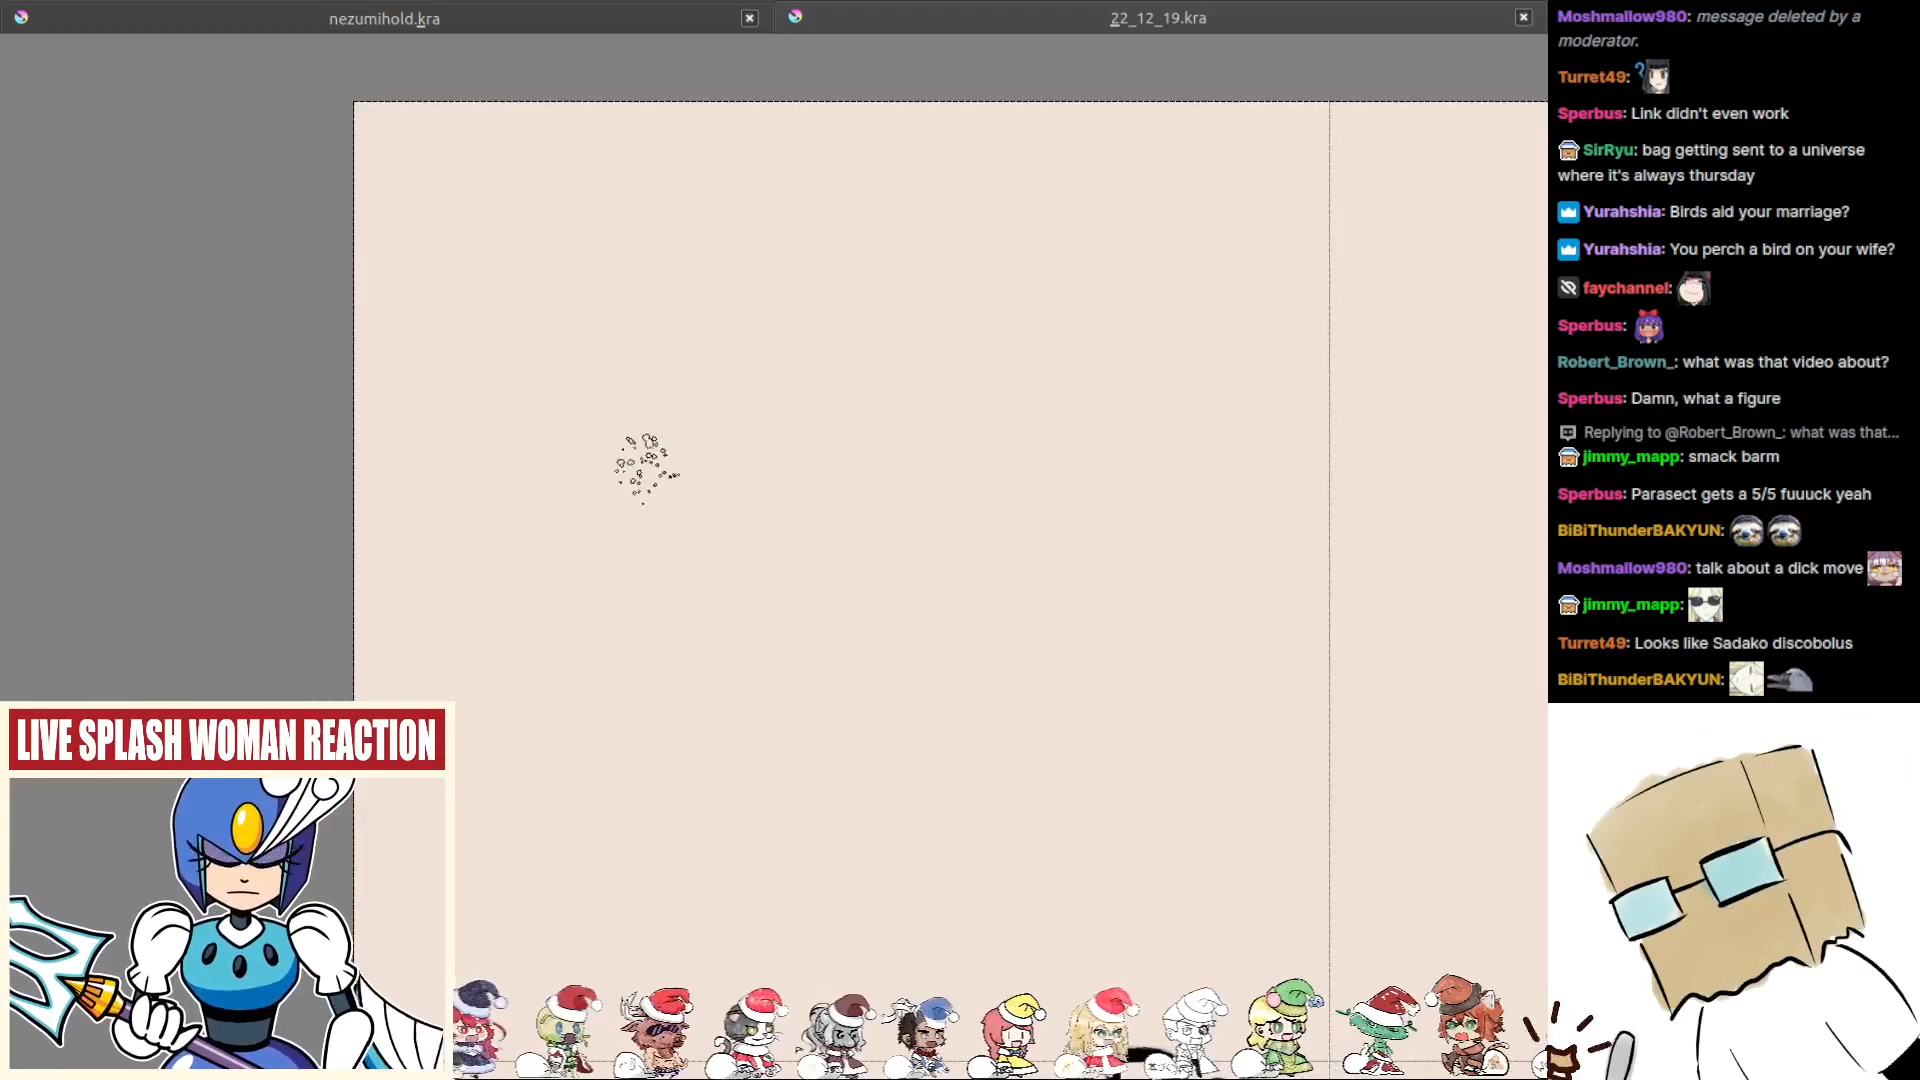 nezumihold.kra
22_12_19.kra
Moshmallow980: message deleted by a
moderator.
Turret49:
Sperbus: Link didn't even work
SirRyu: bag getting sent to a universe
where it's always thursday
Yurahshia: Birds aid your marriage?
Yurahshia: You perch a bird on your wife?
faychannel:
Sperbus:
Robert_Brown_: what was that video about?
Sperbus: Damn, what a figure
Replying to @Robert_Brown_: what was that...
jimmy_mapp: smack barm
Sperbus: Parasect gets a 5/5 fuuuck yeah
BiBiThunderBAKYUN:
Moshmallow980: talk about a dick move
jimmy_mapp:
Turret49: Looks like Sadako discobolus
BiBiThunderBAKYUN:
LIVE SPLASH WOMAN REACTION